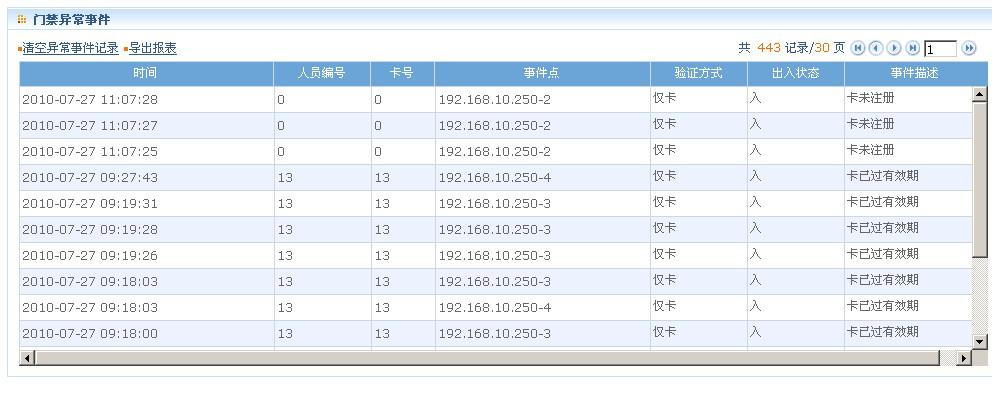 门禁异常事件
清空异常事件记录 导出报表 共 443 记录/30 页 1
时间 人员编号 卡号 事件点 验证方式 出入状态 事件描述
2010-07-27 11:07:28 0 0 192.168.10.250-2 仅卡 入 卡未注册
2010-07-27 11:07:27 0 0 192.168.10.250-2 仅卡 入 卡未注册
2010-07-27 11:07:25 0 0 192.168.10.250-2 仅卡 入 卡未注册
2010-07-27 09:27:43 13 13 192.168.10.250-4 仅卡 入 卡已过有效期
2010-07-27 09:19:31 13 13 192.168.10.250-3 仅卡 入 卡已过有效期
2010-07-27 09:19:28 13 13 192.168.10.250-3 仅卡 入 卡已过有效期
2010-07-27 09:19:26 13 13 192.168.10.250-3 仅卡 入 卡已过有效期
2010-07-27 09:18:03 13 13 192.168.10.250-3 仅卡 入 卡已过有效期
2010-07-27 09:18:03 13 13 192.168.10.250-4 仅卡 入 卡已过有效期
2010-07-27 09:18:00 13 13 192.168.10.250-3 仅卡 入 卡已过有效期